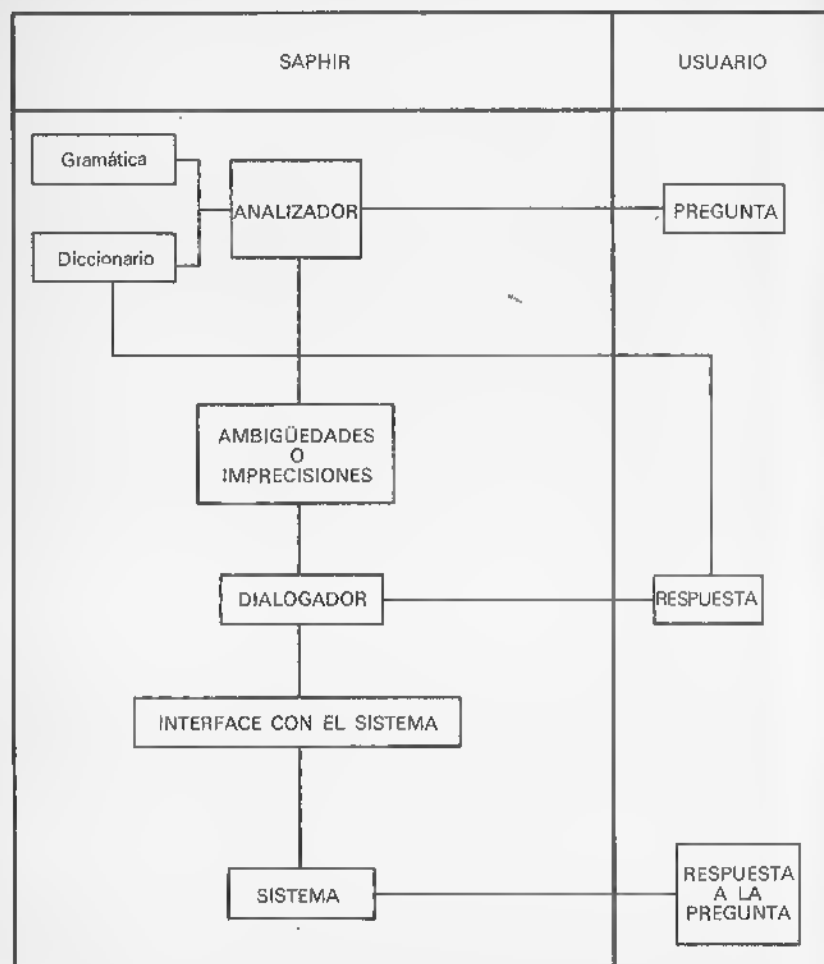 SAPHIR
USUARIO
Gramática
Diccionario
ANALIZADOR
PREGUNTA
AMBIGÜEDADES
O
IMPRECISIONES
DIALOGADOR
RESPUESTA
INTERFACE CON EL SISTEMA
SISTEMA
RESPUESTA
A LA
PREGUNTA